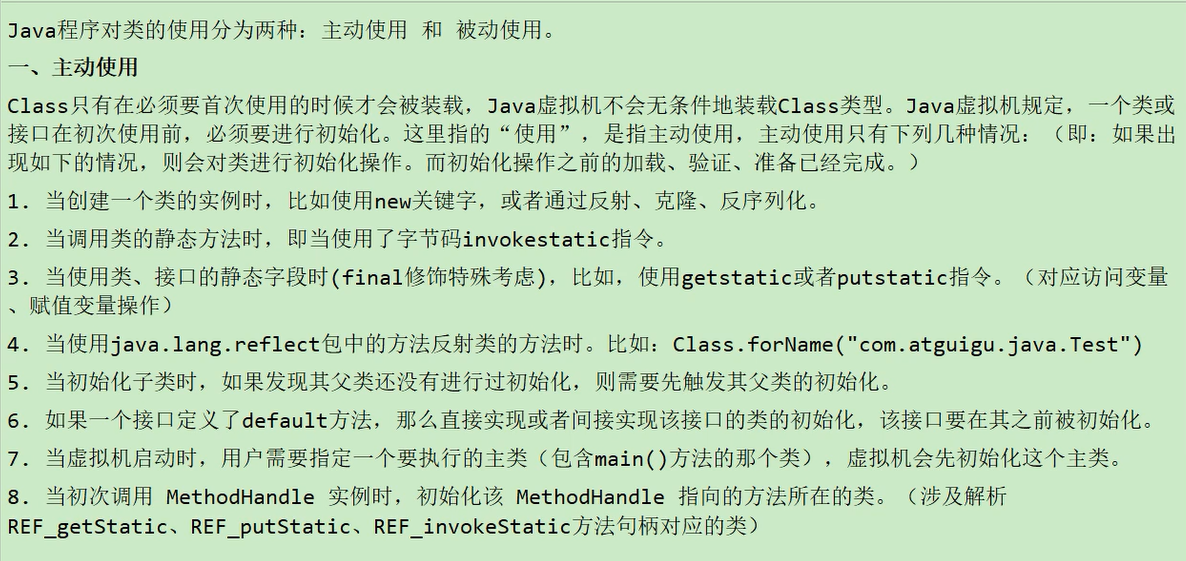 Java程序对类的使用分为两种：主动使用 和 被动使用。
一、主动使用
Class只有在必须要首次使用的时候才会被装载，Java虚拟机不会无条件地装载Class类型。Java虚拟机规定，一个类或
接口在初次使用前，必须要进行初始化。这里指的“使用”，是指主动使用，主动使用只有下列几种情况：（即：如果出
现如下的情况，则会对类进行初始化操作。而初始化操作之前的加载、验证、准备已经完成。）
1. 当创建一个类的实例时，比如使用new关键字，或者通过反射、克隆、反序列化。
2. 当调用类的静态方法时，即当使用了字节码invokestatic指令。
3. 当使用类、接口的静态字段时(final修饰特殊考虑)，比如，使用getstatic或者putstatic指令。（对应访问变量
、赋值变量操作）
4. 当使用java.lang.reflect包中的方法反射类的方法时。比如：Class.forName("com.atguigu.java.Test")
5. 当初始化子类时，如果发现其父类还没有进行过初始化，则需要先触发其父类的初始化。
6. 如果一个接口定义了default方法，那么直接实现或者间接实现该接口的类的初始化，该接口要在其之前被初始化。
7. 当虚拟机启动时，用户需要指定一个要执行的主类（包含main()方法的那个类），虚拟机会先初始化这个主类。
8. 当初次调用 MethodHandle 实例时，初始化该 MethodHandle 指向的方法所在的类。（涉及解析
REF_getStatic、REF_putStatic、REF_invokeStatic方法句柄对应的类）